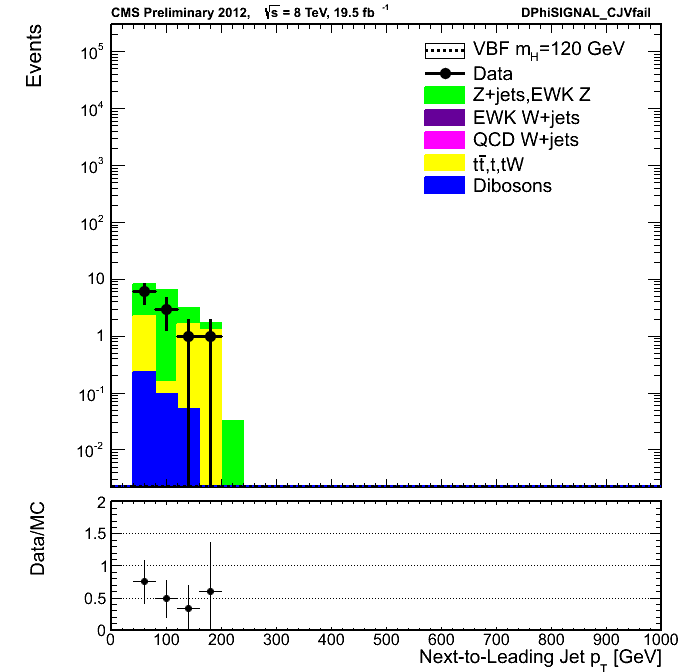 CMS Preliminary 2012, √s = 8 TeV, 19.5 fb⁻¹ DPhiSIGNAL_CJVfail
Events
10⁵
10⁴
10³
10²
10
1
10⁻¹
10⁻²
VBF m_H=120 GeV
Data
Z+jets,EWK Z
EWK W+jets
QCD W+jets
tt̄,t,tW
Dibosons
Data/MC
2
1.5
1
0.5
0
0 100 200 300 400 500 600 700 800 900 1000
Next-to-Leading Jet p_T [GeV]